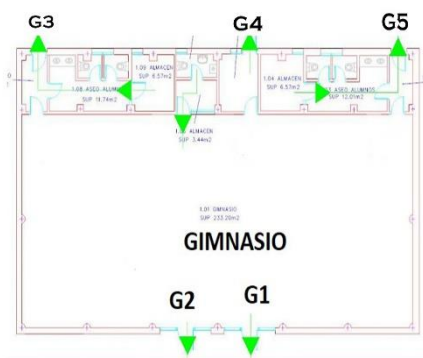 G3
G4
G5
1.09 ALMACEN
SUP 6.57m2
1.04 ALMACEN
SUP 6.57m2
1.08 ASEO ALUMNOS
SUP 11.74m2
ASEO ALUMNOS
SUP 12.01m2
ALMACEN
SUP 3.44m2
1.01 GIMNASIO
SUP 233.20m2
GIMNASIO
G2
G1